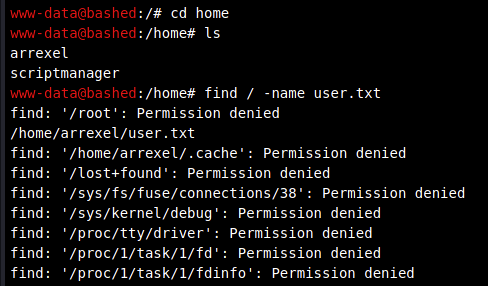 www-data@bashed:/# cd home
www-data@bashed:/home# ls
arrexel
scriptmanager
www-data@bashed:/home# find / -name user.txt
find: '/root': Permission denied
/home/arrexel/user.txt
find: '/home/arrexel/.cache': Permission denied
find: '/lost+found': Permission denied
find: '/sys/fs/fuse/connections/38': Permission denied
find: '/sys/kernel/debug': Permission denied
find: '/proc/tty/driver': Permission denied
find: '/proc/1/task/1/fd': Permission denied
find: '/proc/1/task/1/fdinfo': Permission denied